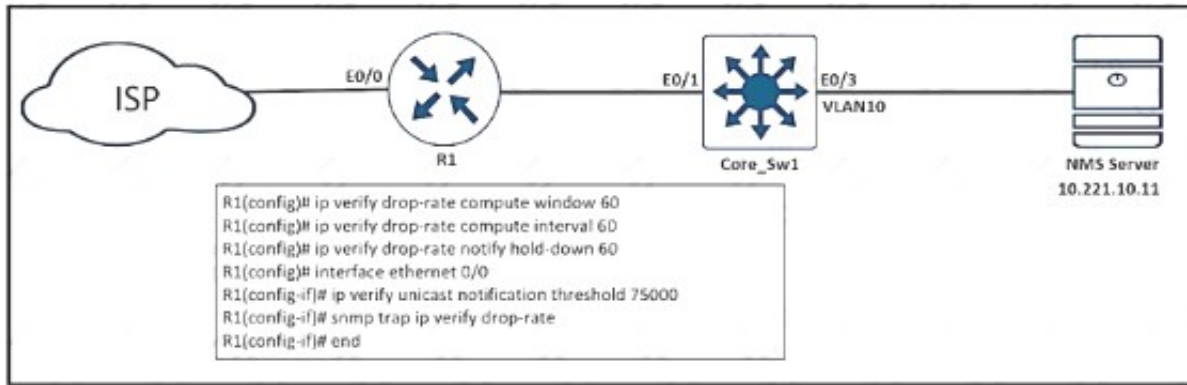 ISP
E0/0
R1
E0/1
E0/3
VLAN10
Core_Sw1
NMS Server
10.221.10.11
R1(config)# ip verify drop-rate compute window 60
R1(config)# ip verify drop-rate compute interval 60
R1(config)# ip verify drop-rate notify hold-down 60
R1(config)# interface ethernet 0/0
R1(config-if)# ip verify unicast notification threshold 75000
R1(config-if)# snmp trap ip verify drop-rate
R1(config-if)# end